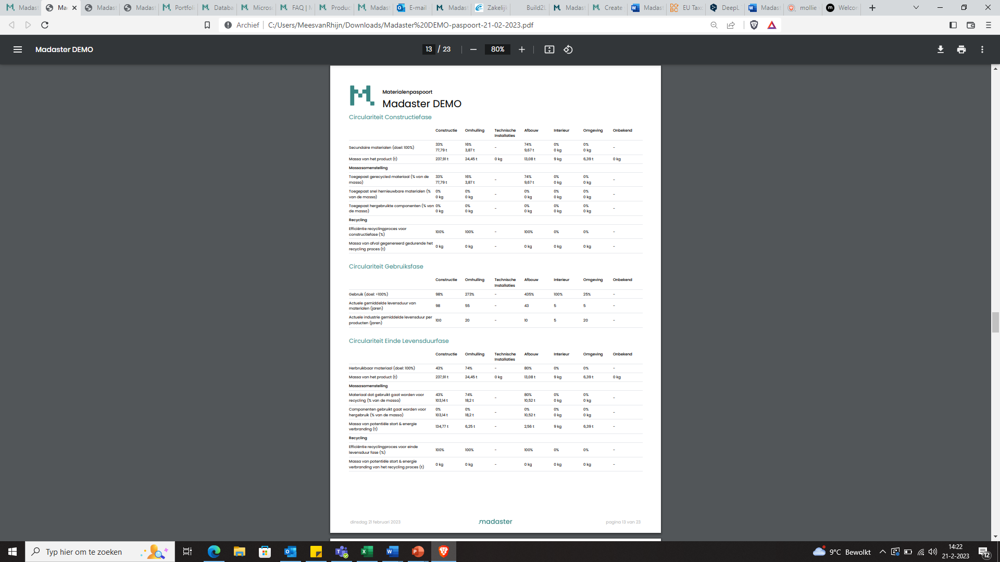 Madast Ma Madast Madast Portfoli Databa Microso FAQ | M Produc Madast E-mail Madast Zakelijk Build2L Madast Create Madast EU Taxo DeepL Madast mollie Welcon
Archief C:/Users/MeesvanRhijn/Downloads/Madaster%20DEMO-paspoort-21-02-2023.pdf
Madaster DEMO 13 / 23 80%
Materialenpaspoort
Madaster DEMO
Circulariteit Constructiefase
Constructie Omhulling Technische Installaties Afbouw Interieur Omgeving Onbekend
Secundaire materialen (doel: 100%) 33% 77,79 t 16% 3,87 t - 74% 9,67 t 0% 0 kg 0% 0 kg -
Massa van het product (t) 237,91 t 24,45 t 0 kg 13,08 t 9 kg 6,39 t 0 kg
Massasamenstelling
Toegepast gerecycled materiaal (% van de massa) 33% 77,79 t 16% 3,87 t - 74% 9,67 t 0% 0 kg 0% 0 kg -
Toegepast snel hernieuwbare materialen (% van de massa) 0% 0 kg 0% 0 kg - 0% 0 kg 0% 0 kg 0% 0 kg -
Toegepast hergebruikte componenten (% van de massa) 0% 0 kg 0% 0 kg - 0% 0 kg 0% 0 kg 0% 0 kg -
Recycling
Efficiëntie recyclingproces voor constructiefase (%) 100% 100% - 100% 0% 0% -
Massa van afval gegenereerd gedurende het recycling proces (t) 0 kg 0 kg - 0 kg 0 kg 0 kg -
Circulariteit Gebruiksfase
Constructie Omhulling Technische Installaties Afbouw Interieur Omgeving Onbekend
Gebruik (doel: >100%) 98% 273% - 435% 100% 25% -
Actuele gemiddelde levensduur van materialen (jaren) 98 55 - 43 5 5 -
Actuele industrie gemiddelde levensduur per producten (jaren) 100 20 - 10 5 20 -
Circulariteit Einde Levensduurfase
Constructie Omhulling Technische Installaties Afbouw Interieur Omgeving Onbekend
Herbruikbaar materiaal (doel: 100%) 43% 74% - 80% 0% 0% -
Massa van het product (t) 237,91 t 24,45 t 0 kg 13,08 t 9 kg 6,39 t 0 kg
Massasamenstelling
Materiaal dat gebruikt gaat worden voor recycling (% van de massa) 43% 103,14 t 74% 18,2 t - 80% 10,52 t 0% 0 kg 0% 0 kg -
Componenten gebruikt gaat worden voor hergebruik (% van de massa) 0% 103,14 t 0% 18,2 t - 0% 10,52 t 0% 0 kg 0% 0 kg -
Massa van potentiële stort & energie verbranding (t) 134,77 t 6,25 t - 2,56 t 9 kg 6,39 t -
Recycling
Efficiëntie recyclingproces voor einde levensduur fase (%) 100% 100% - 100% 0% 0% -
Massa van potentiële stort & energie verbranding van het recycling proces (t) 0 kg 0 kg - 0 kg 0 kg 0 kg -
dinsdag 21 februari 2023 madaster pagina 13 van 23
Typ hier om te zoeken 9°C Bewolkt 14:22
21-2-2023 12